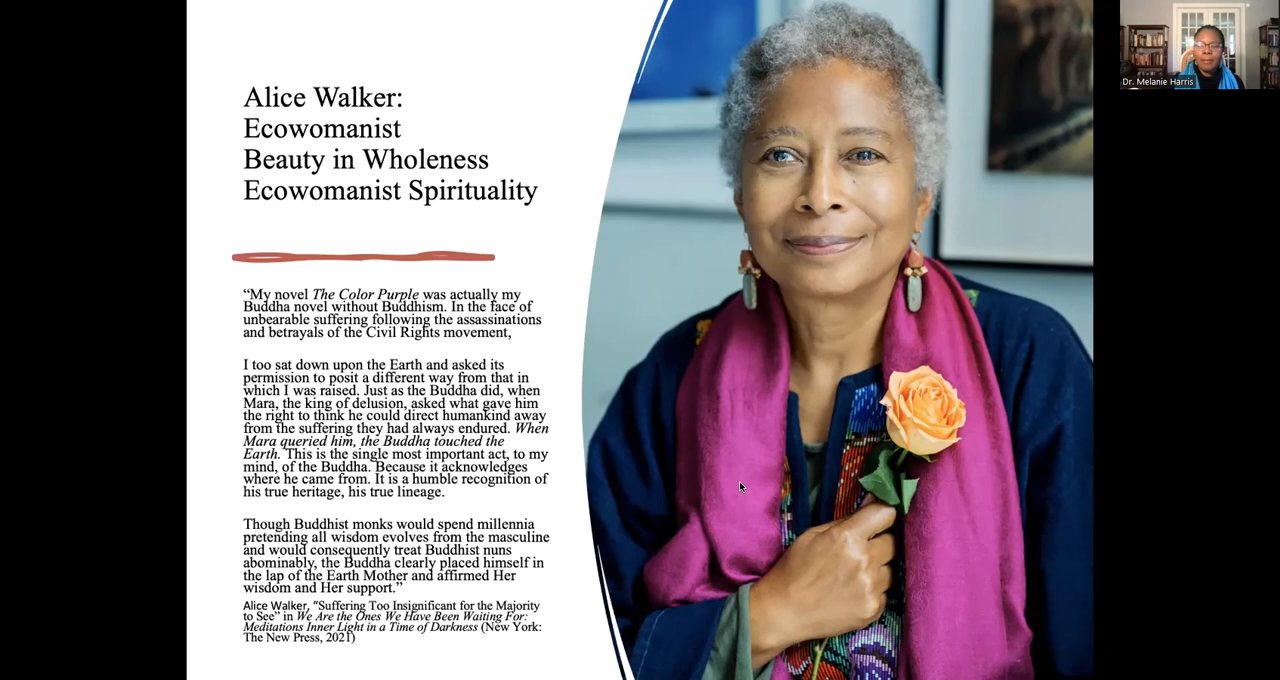 Alice Walker:
Ecowomanist
Beauty in Wholeness
Ecowomanist Spirituality
“My novel The Color Purple was actually my
Buddha novel without Buddhism. In the face of
unbearable suffering following the assassinations
and betrayals of the Civil Rights movement,
I too sat down upon the Earth and asked its
permission to posit a different way from that in
which I was raised. Just as the Buddha did, when
Mara, the king of delusion, asked what gave him
the right to think he could direct humankind away
from the suffering they had always endured. When
Mara queried him, the Buddha touched the
Earth. This is the single most important act, to my
mind, of the Buddha. Because it acknowledges
where he came from. It is a humble recognition of
his true heritage, his true lineage.
Though Buddhist monks would spend millennia
pretending all wisdom evolves from the masculine
and would consequently treat Buddhist nuns
abominably, the Buddha clearly placed himself in
the lap of the Earth Mother and affirmed Her
wisdom and Her support.”
Alice Walker, “Suffering Too Insignificant for the Majority
to See” in We Are the Ones We Have Been Waiting For:
Meditations Inner Light in a Time of Darkness (New York:
The New Press, 2021)
Dr. Melanie Harris